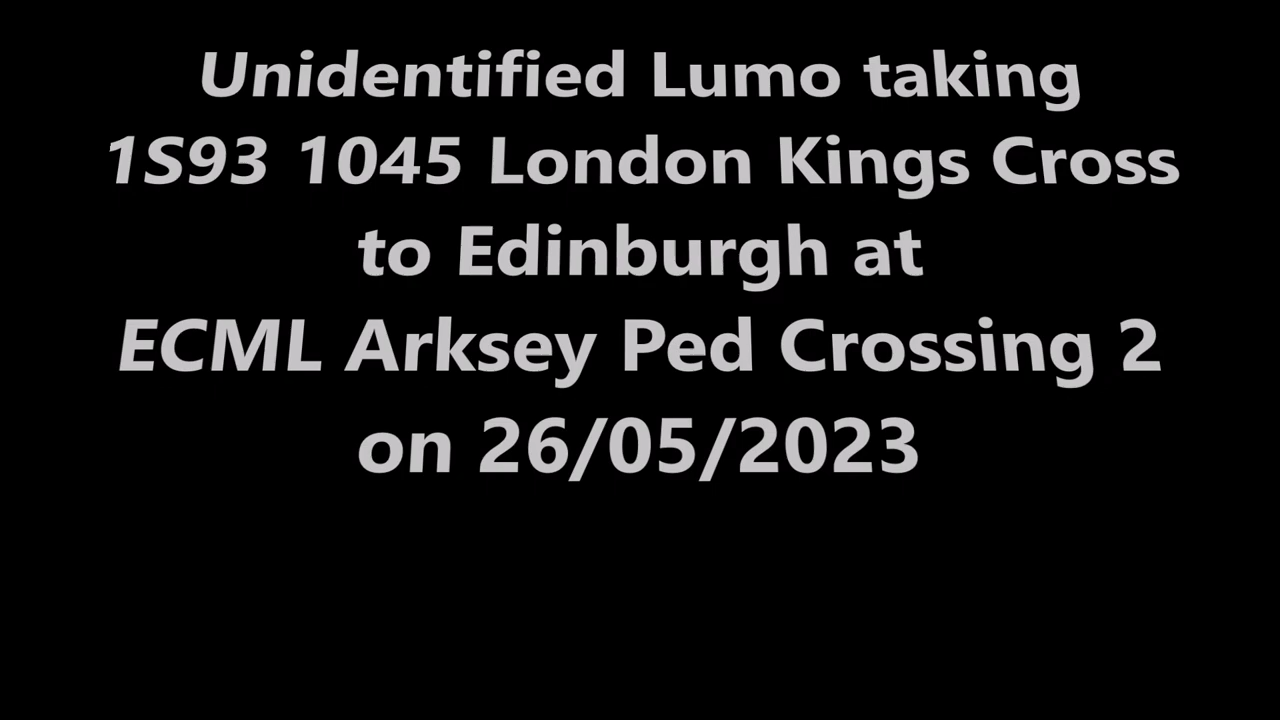 Unidentified Lumo taking
1S93 1045 London Kings Cross
to Edinburgh at
ECML Arksey Ped Crossing 2
on 26/05/2023